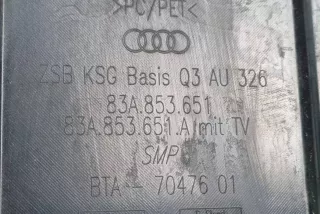 >PC/PET<
ZSB KSG Basis Q3 AU 326
83A.853.651
83A.853.651.A mit TV
SMP
BTA - 70476 01